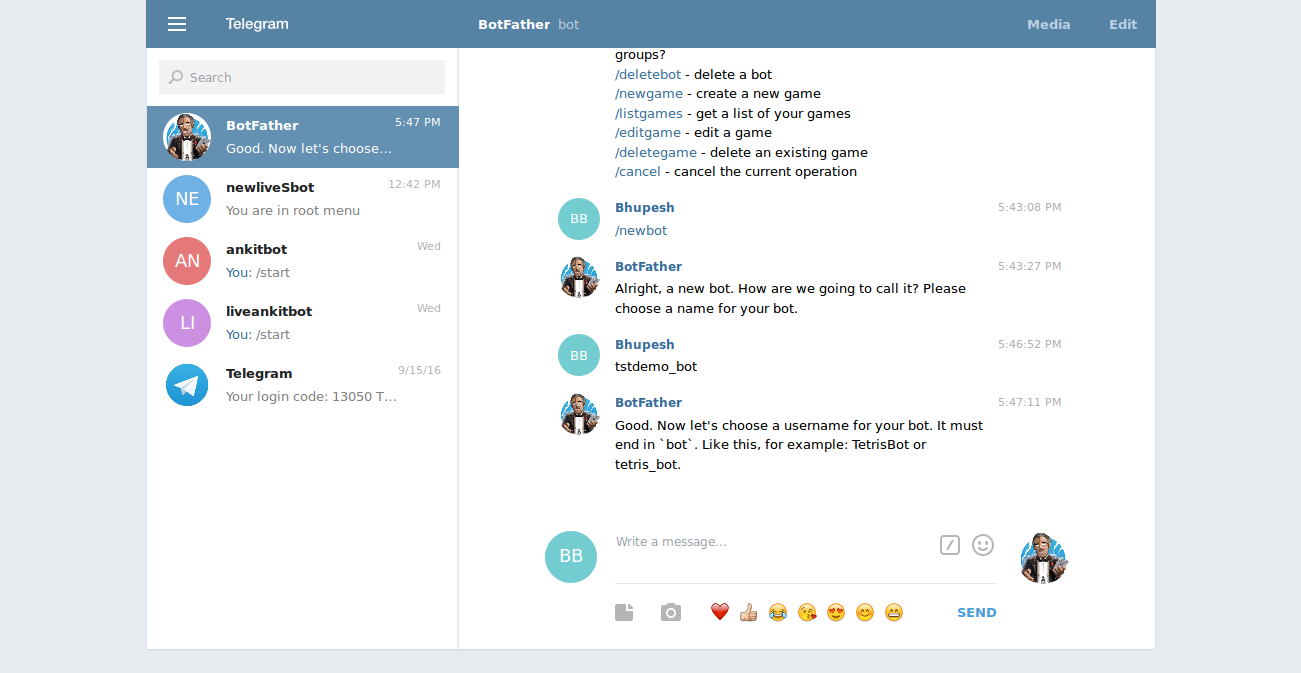 Telegram
BotFather bot
Media
Edit
Search
BotFather
5:47 PM
Good. Now let's choose...
NE
newliveSbot
12:42 PM
You are in root menu
AN
ankitbot
Wed
You: /start
LI
liveankitbot
Wed
You: /start
Telegram
9/15/16
Your login code: 13050 T...
groups?
/deletebot - delete a bot
/newgame - create a new game
/listgames - get a list of your games
/editgame - edit a game
/deletegame - delete an existing game
/cancel - cancel the current operation
BB
Bhupesh
5:43:08 PM
/newbot
BotFather
5:43:27 PM
Alright, a new bot. How are we going to call it? Please
choose a name for your bot.
BB
Bhupesh
5:46:52 PM
tstdemo_bot
BotFather
5:47:11 PM
Good. Now let's choose a username for your bot. It must
end in `bot`. Like this, for example: TetrisBot or
tetris_bot.
BB
Write a message...
SEND